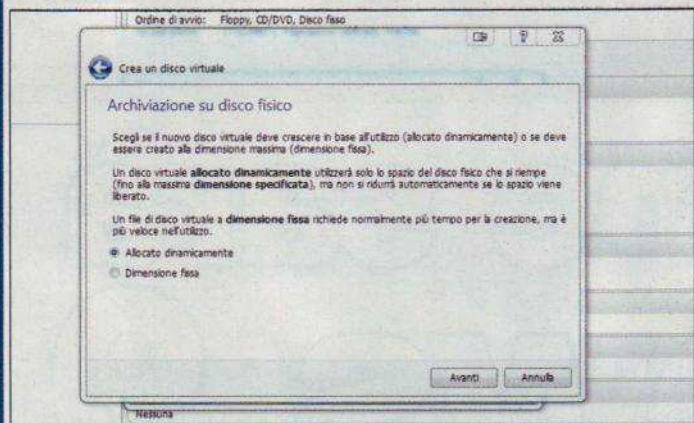 Ordine di avvio: Floppy, CD/DVD, Disco fisso
Crea un disco virtuale
Archiviazione su disco fisico
Scegli se il nuovo disco virtuale deve crescere in base all'utilizzo (allocato dinamicamente) o se deve
essere creato alla dimensione massima (dimensione fissa).
Un disco virtuale allocato dinamicamente utilizzerà solo lo spazio del disco fisico che si riempe
(fino alla massima dimensione specificata), ma non si ridurrà automaticamente se lo spazio viene
liberato.
Un file di disco virtuale a dimensione fissa richiede normalmente più tempo per la creazione, ma è
più veloce nell'utilizzo.
Allocato dinamicamente
Dimensione fissa
Avanti Annulla
Nessuna